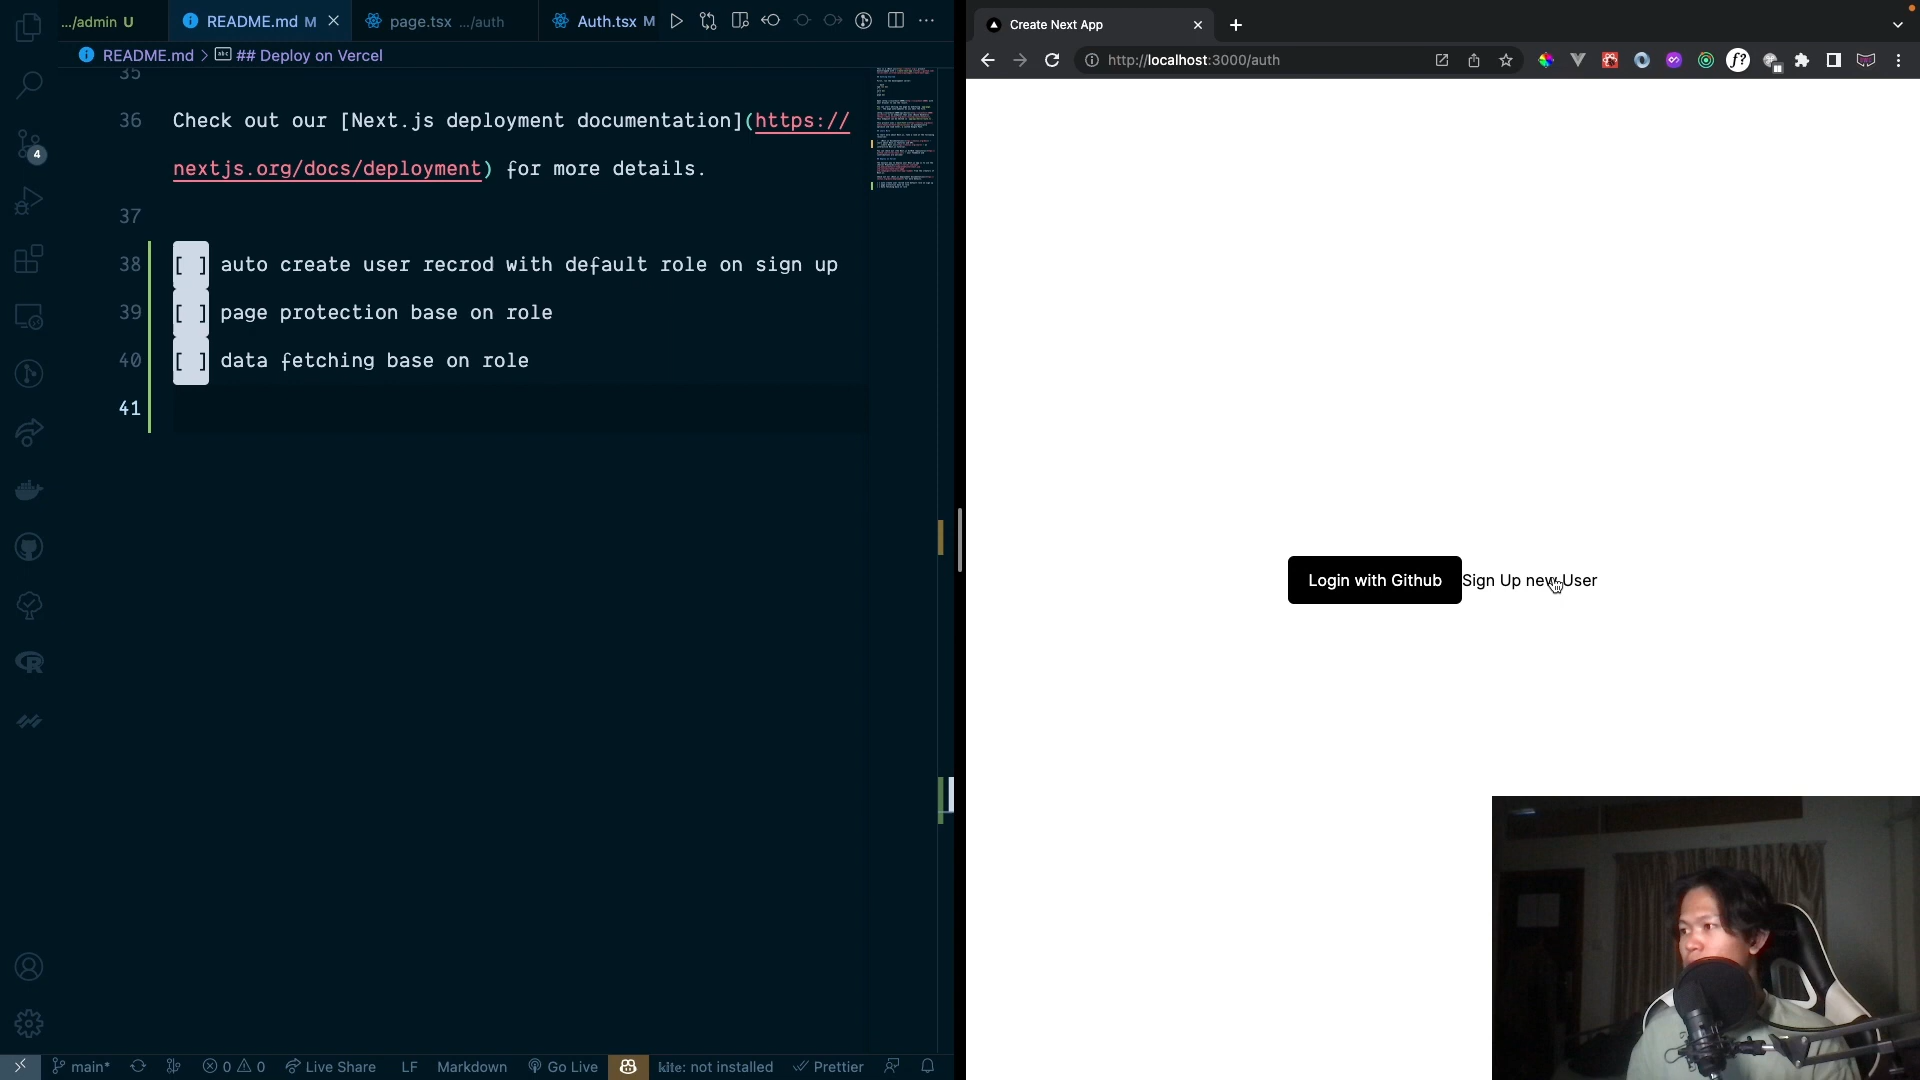 .../admin U
README.md M
page.tsx .../auth
Auth.tsx M
README.md > ## Deploy on Vercel
35
36 Check out our [Next.js deployment documentation](https://
nextjs.org/docs/deployment) for more details.
37
38 [ ] auto create user recrod with default role on sign up
39 [ ] page protection base on role
40 [ ] data fetching base on role
41
4
main*
0 0
Live Share
LF
Markdown
Go Live
kite: not installed
Prettier
Create Next App
http://localhost:3000/auth
f?
Login with Github
Sign Up new User